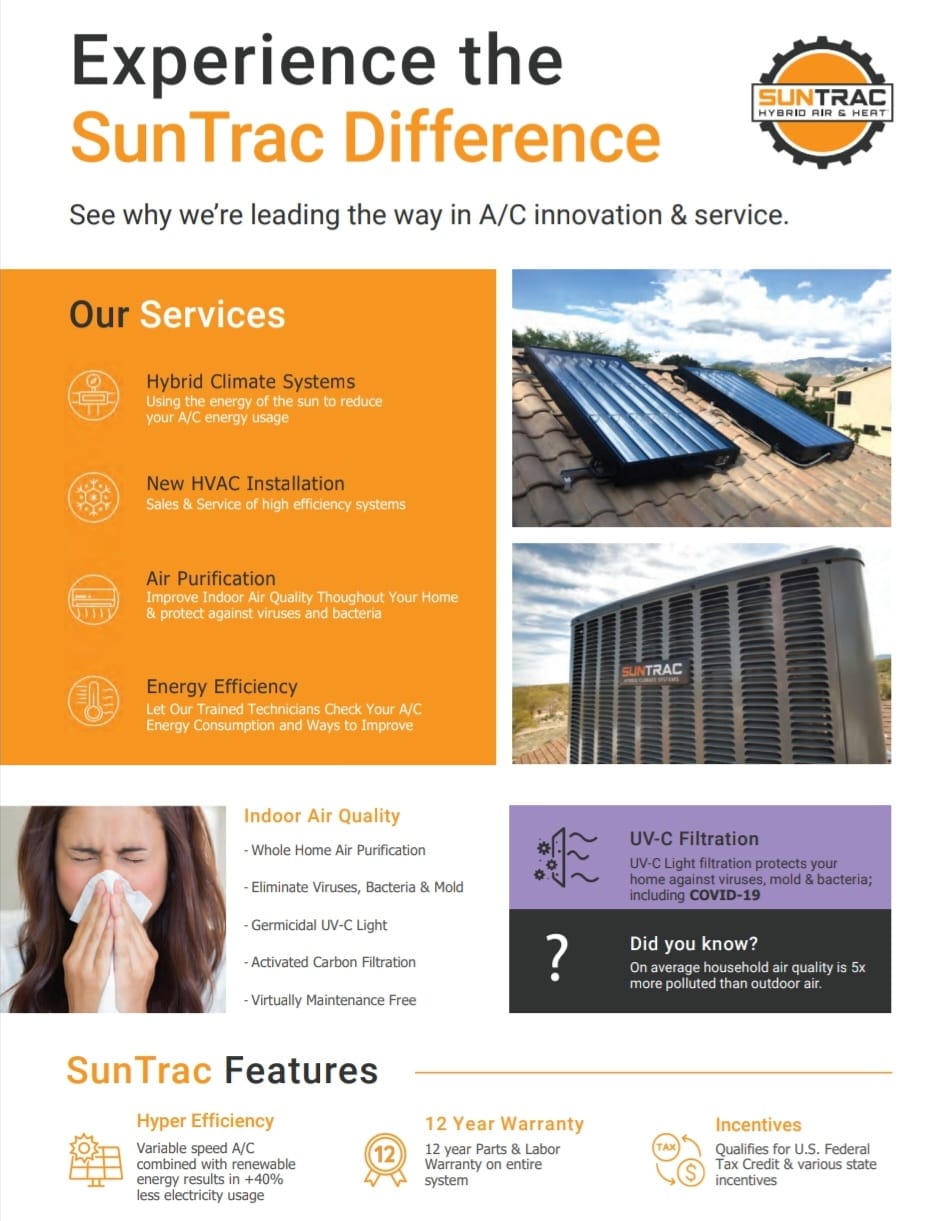 Experience the
SunTrac Difference
SUNTRAC
HYBRID AIR & HEAT
See why we're leading the way in A/C innovation & service.
Our Services
Hybrid Climate Systems
Using the energy of the sun to reduce
your A/C energy usage
New HVAC Installation
Sales & Service of high efficiency systems
Air Purification
Improve Indoor Air Quality Thoughout Your Home
& protect against viruses and bacteria
Energy Efficiency
Let Our Trained Technicians Check Your A/C
Energy Consumption and Ways to Improve
SUNTRAC
HYBRID CLIMATE SYSTEMS
Indoor Air Quality
- Whole Home Air Purification
- Eliminate Viruses, Bacteria & Mold
- Germicidal UV-C Light
- Activated Carbon Filtration
- Virtually Maintenance Free
UV-C Filtration
UV-C Light filtration protects your
home against viruses, mold & bacteria;
including COVID-19
?
Did you know?
On average household air quality is 5x
more polluted than outdoor air.
SunTrac Features
Hyper Efficiency
Variable speed A/C
combined with renewable
energy results in +40%
less electricity usage
12
12 Year Warranty
12 year Parts & Labor
Warranty on entire
system
TAX
$
Incentives
Qualifies for U.S. Federal
Tax Credit & various state
incentives